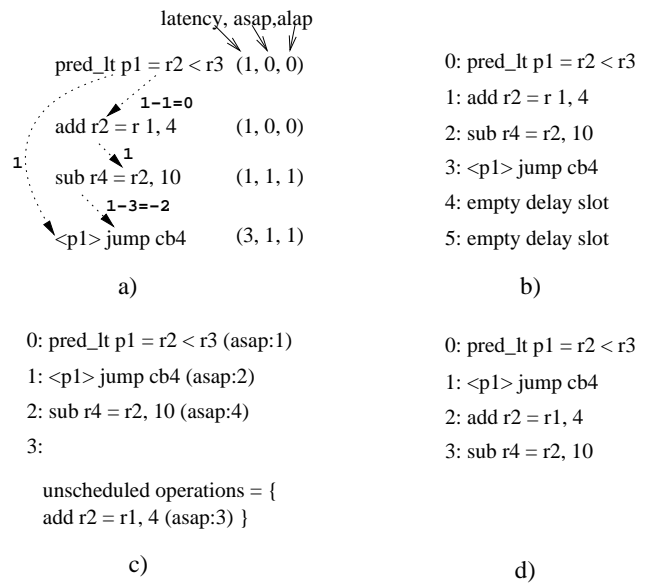 latency, asap,alap
pred_lt p1 = r2 < r3 (1, 0, 0)
1-1=0
add r2 = r 1, 4 (1, 0, 0)
1
1
sub r4 = r2, 10 (1, 1, 1)
1-3=-2
<p1> jump cb4 (3, 1, 1)
a)
0: pred_lt p1 = r2 < r3
1: add r2 = r 1, 4
2: sub r4 = r2, 10
3: <p1> jump cb4
4: empty delay slot
5: empty delay slot
b)
0: pred_lt p1 = r2 < r3 (asap:1)
1: <p1> jump cb4 (asap:2)
2: sub r4 = r2, 10 (asap:4)
3:
unscheduled operations = {
add r2 = r1, 4 (asap:3) }
c)
0: pred_lt p1 = r2 < r3
1: <p1> jump cb4
2: add r2 = r1, 4
3: sub r4 = r2, 10
d)